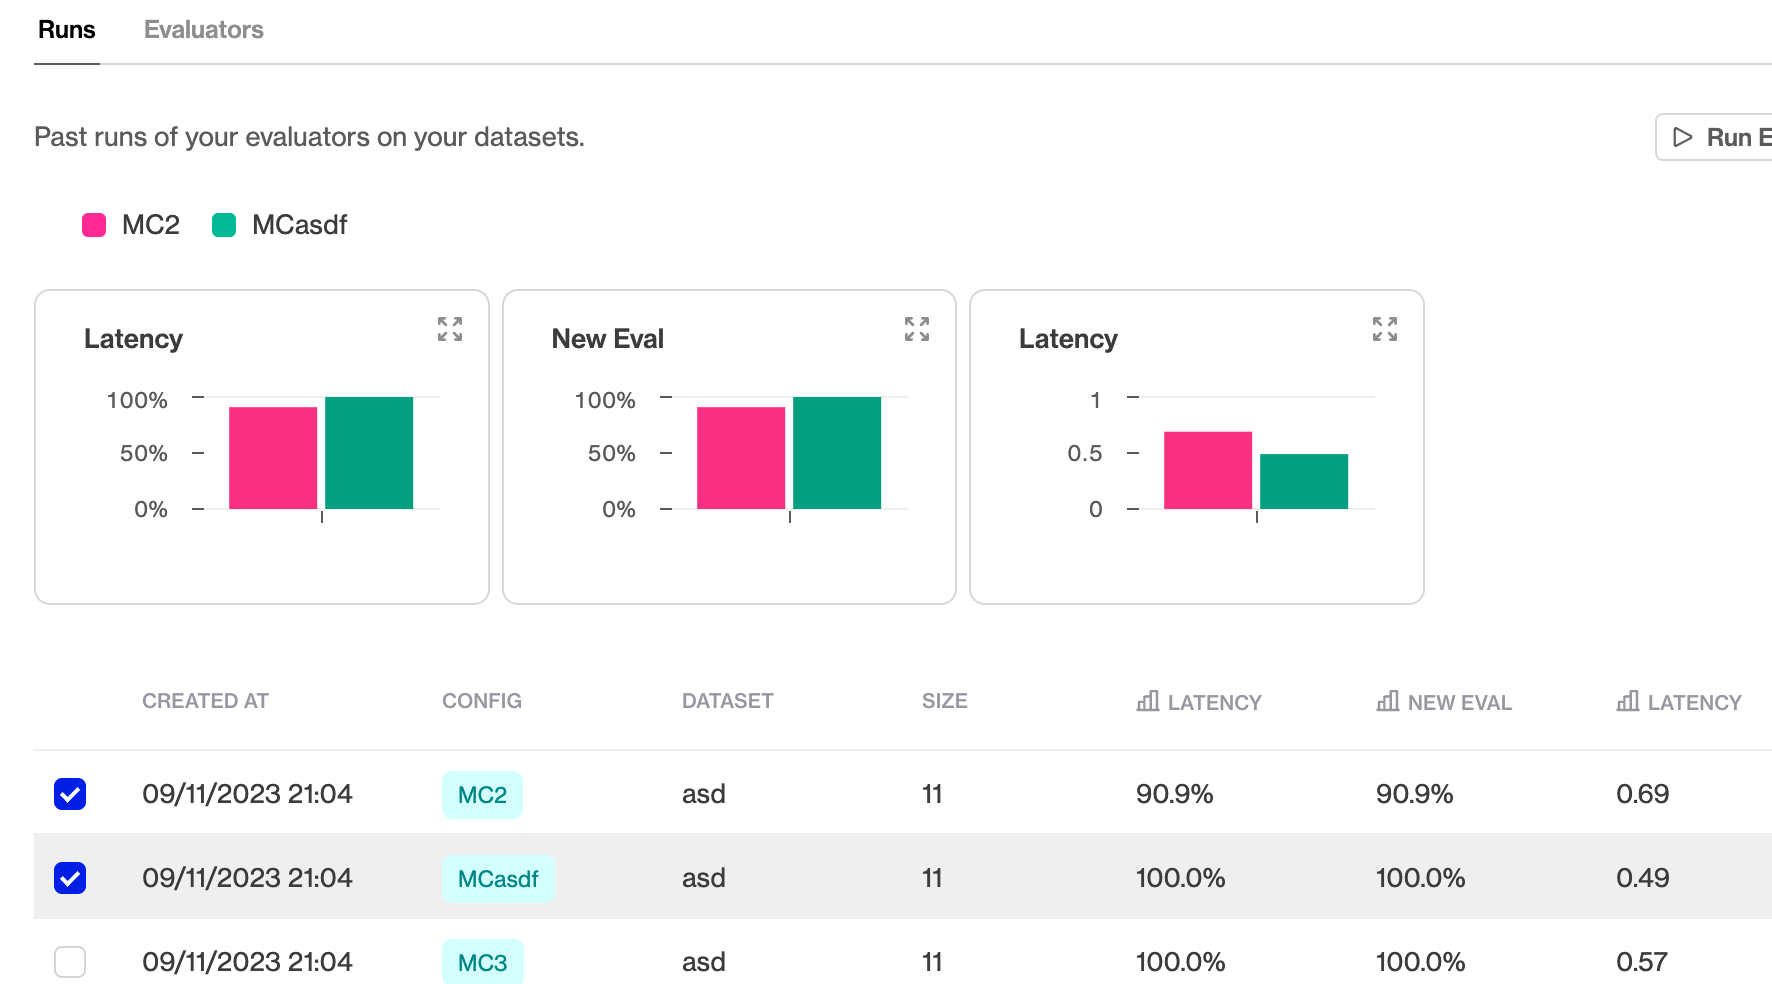 Runs Evaluators
Past runs of your evaluators on your datasets.
Run E
MC2 MCasdf
Latency
100%
50%
0%
New Eval
100%
50%
0%
Latency
1
0.5
0
CREATED AT CONFIG DATASET SIZE LATENCY NEW EVAL LATENCY
09/11/2023 21:04 MC2 asd 11 90.9% 90.9% 0.69
09/11/2023 21:04 MCasdf asd 11 100.0% 100.0% 0.49
09/11/2023 21:04 MC3 asd 11 100.0% 100.0% 0.57